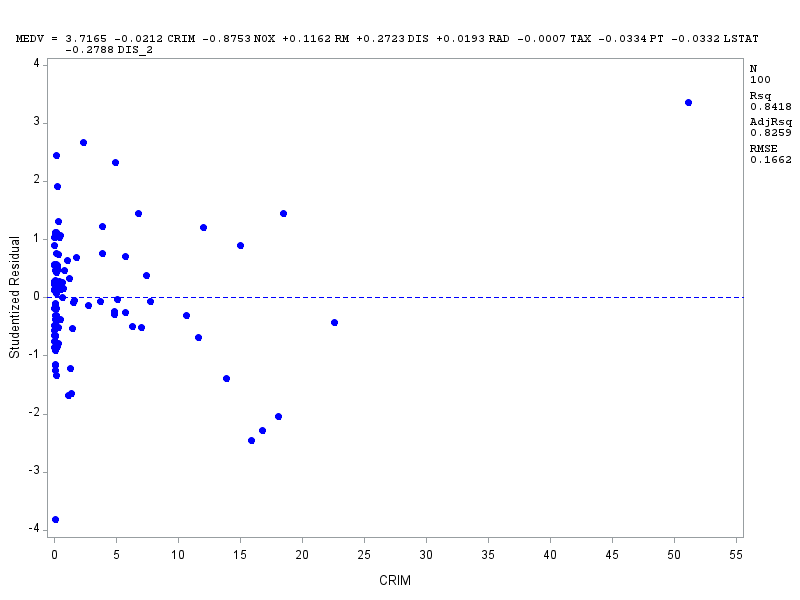 MEDV = 3.7165 -0.0212 CRIM -0.8753 NOX +0.1162 RM +0.2723 DIS +0.0193 RAD -0.0007 TAX -0.0334 PT -0.0332 LSTAT
-0.2788 DIS_2
N
100
Rsq
0.8418
AdjRsq
0.8259
RMSE
0.1662
4
3
2
1
0
-1
-2
-3
-4
Studentized Residual
0 5 10 15 20 25 30 35 40 45 50 55
CRIM